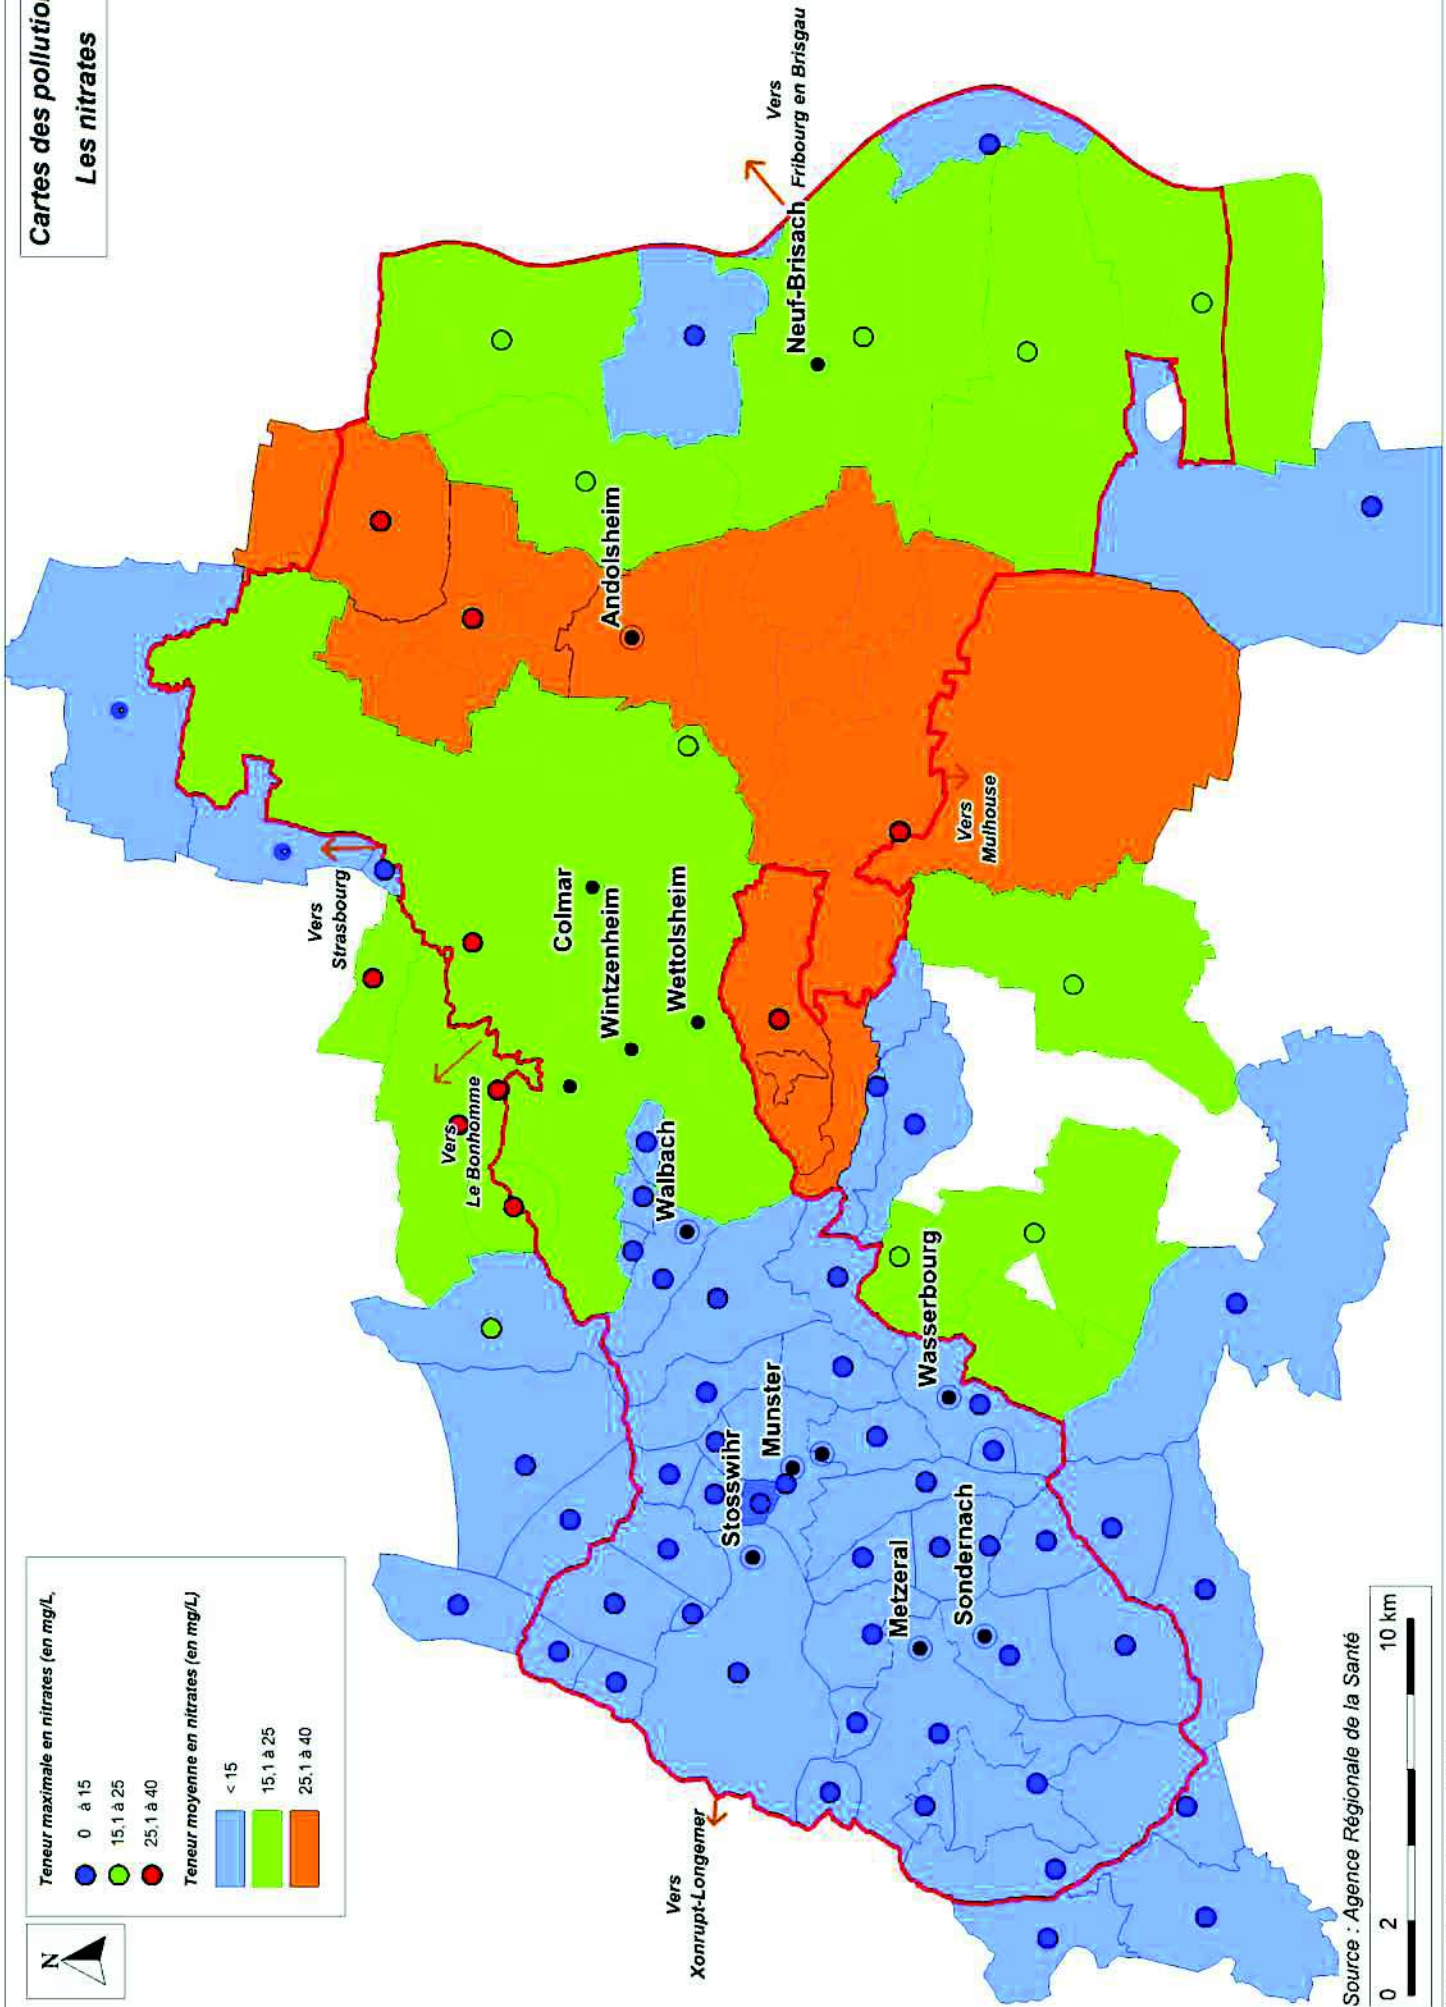 Cartes des pollutio
Les nitrates
N
Teneur maximale en nitrates (en mg/L,
0 à 15
15,1 à 25
25,1 à 40
Teneur moyenne en nitrates (en mg/L)
< 15
15,1 à 25
25,1 à 40
Vers
Strasbourg
Vers
Le Bonhomme
Vers
Xonrupt-Longemer
Vers
Fribourg en Brisgau
Vers
Mulhouse
Colmar
Wintzenheim
Wettolsheim
Andolsheim
Neuf-Brisach
Walbach
Munster
Stosswihr
Wasserbourg
Metzeral
Sondernach
Source : Agence Régionale de la Santé
0 2 10 km